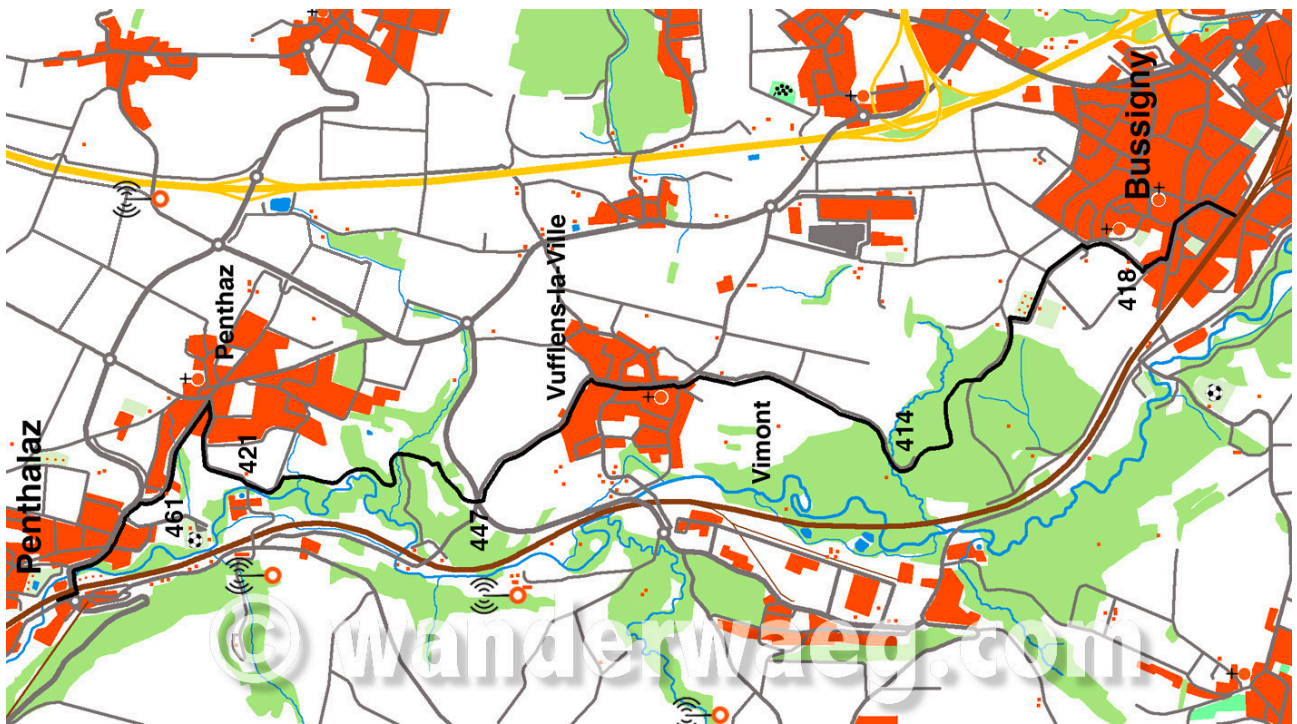 Penthalaz
461
421
Penthaz
447
Vufflens-la-Ville
Vimont
414
418
Bussigny
© wanderwaeg.com